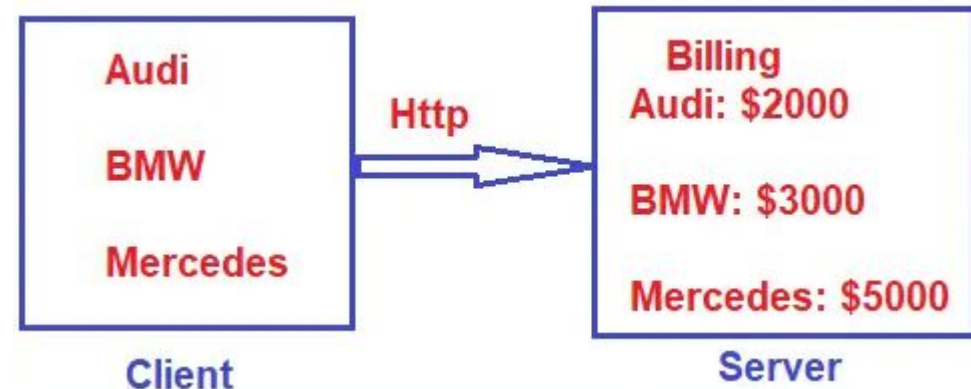 Audi
BMW
Mercedes
Client
Http
Billing
Audi: $2000
BMW: $3000
Mercedes: $5000
Server